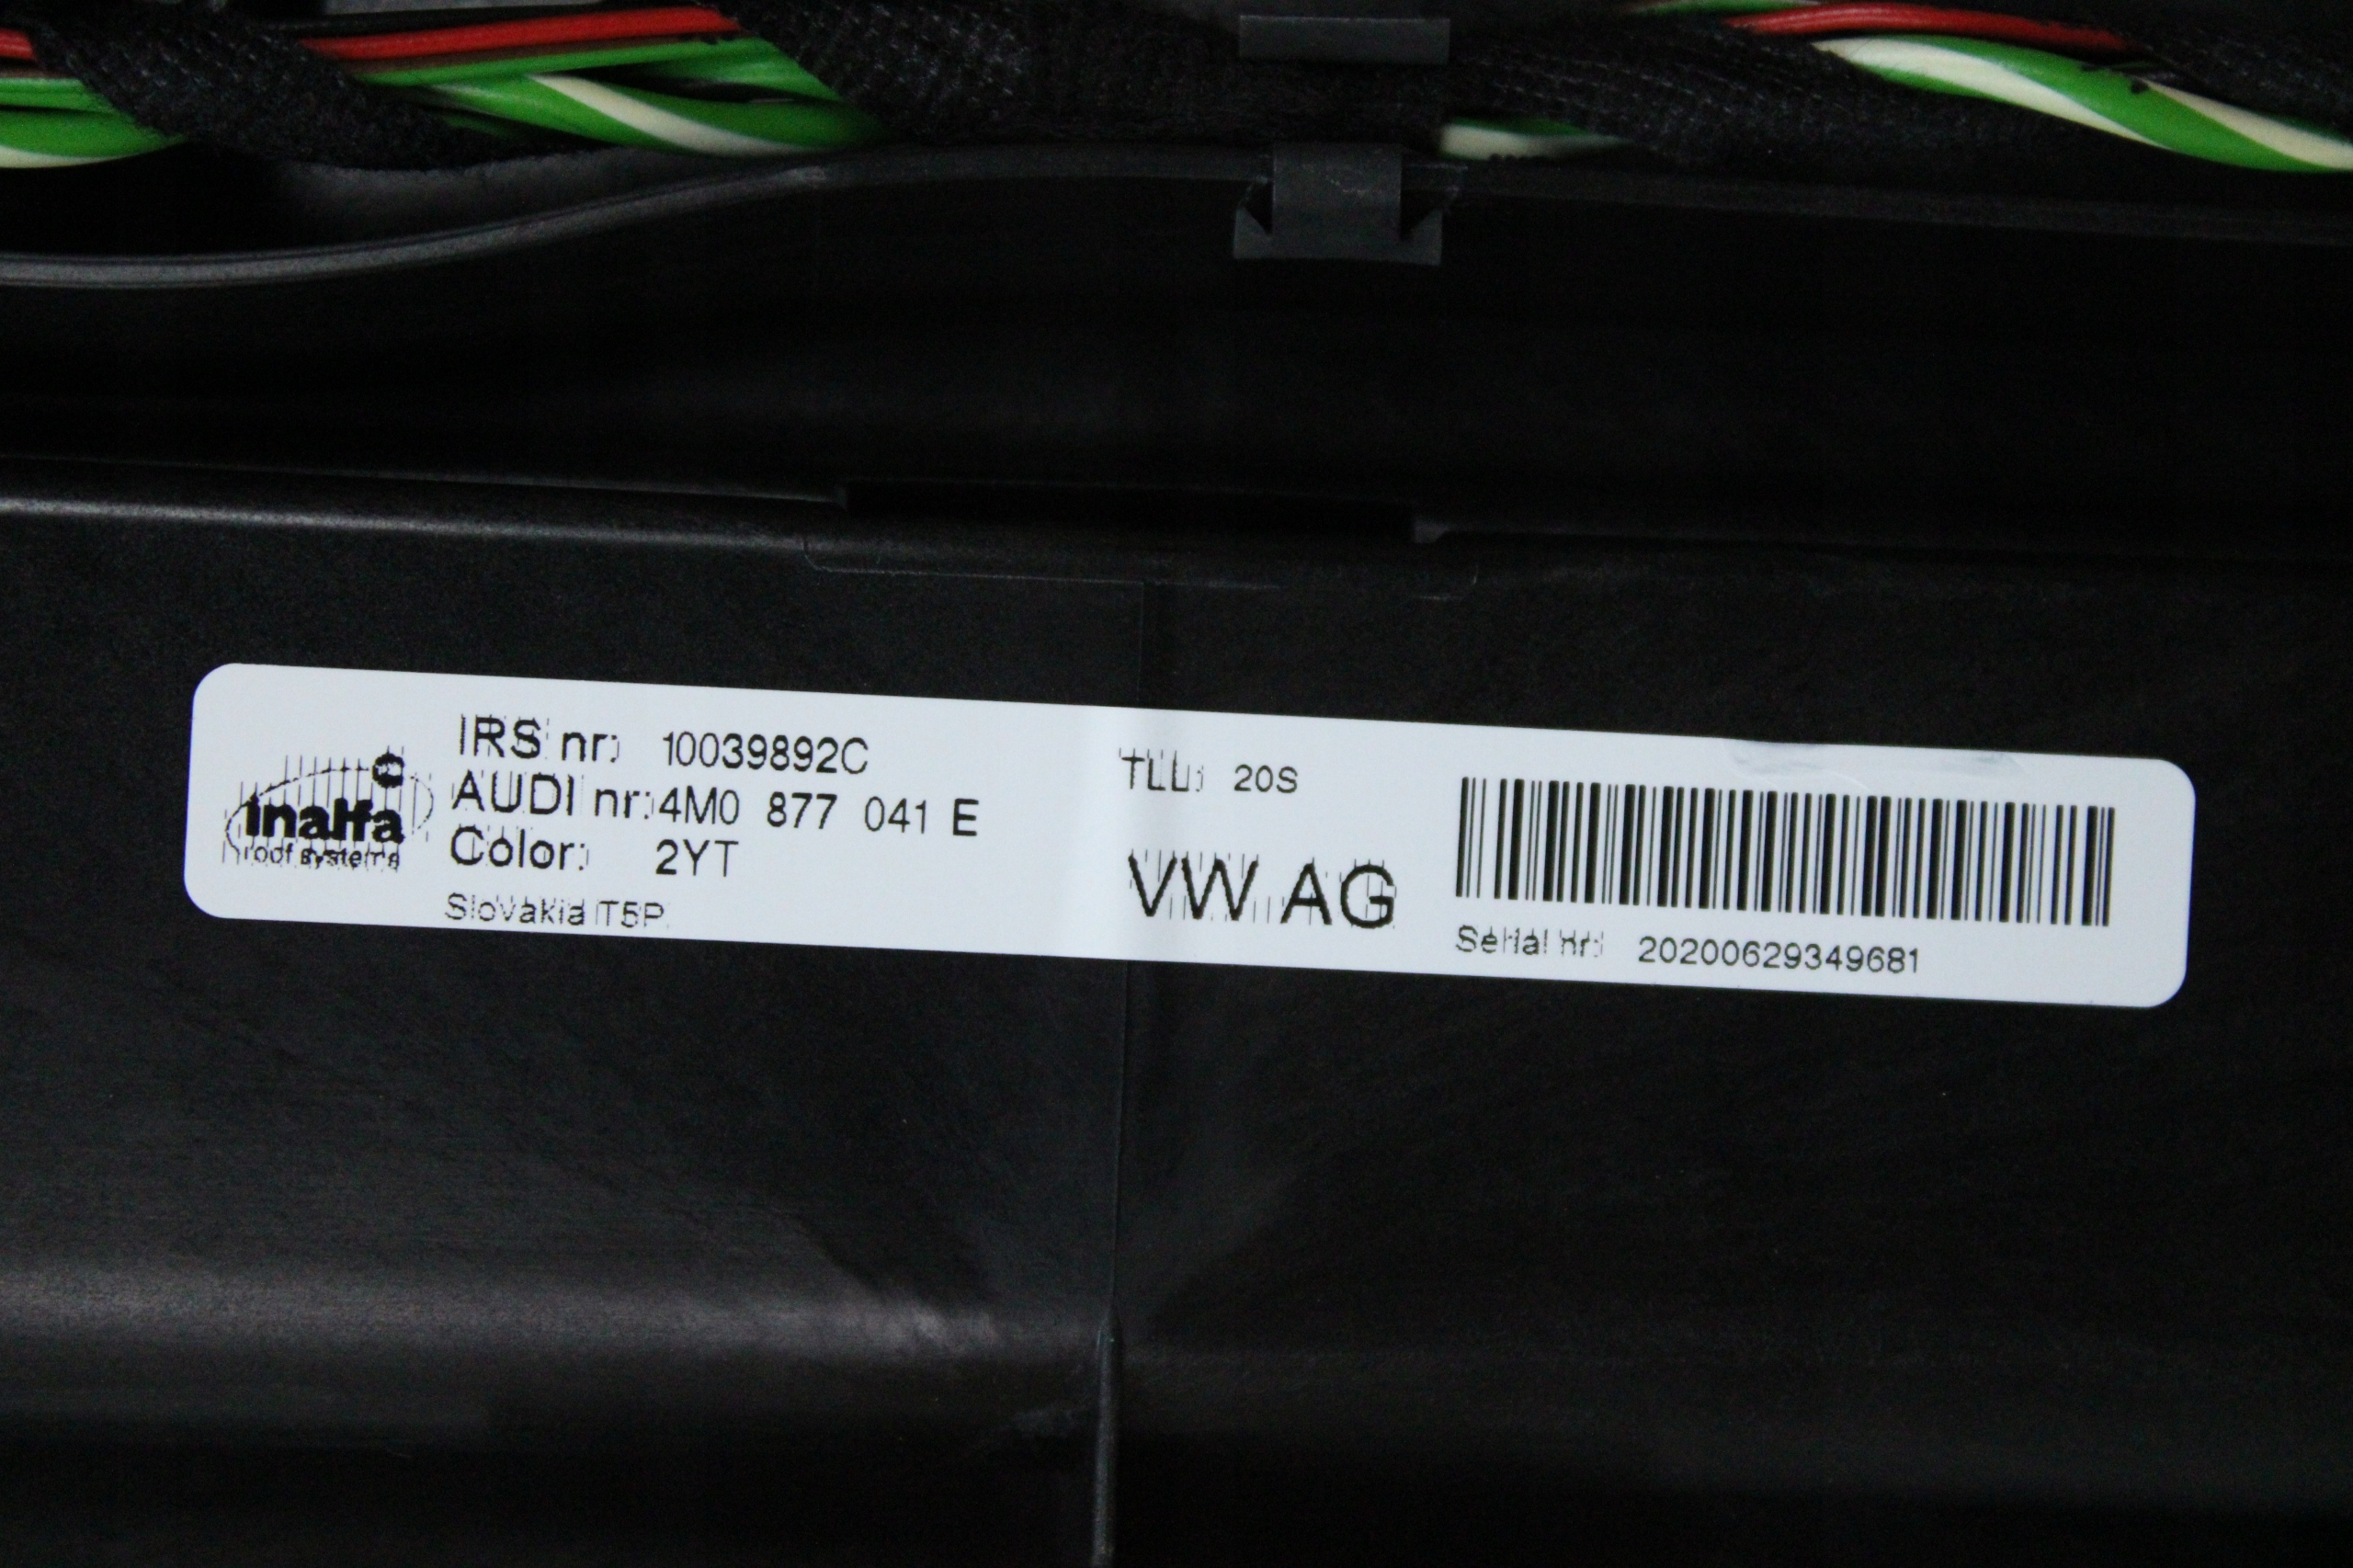 inalfa
roof systems
IRS nr: 10039892C
AUDI nr: 4M0 877 041 E
Color: 2YT
Slovakia T5P
TLL: 20S
VW AG
Serial nr: 20200629349681